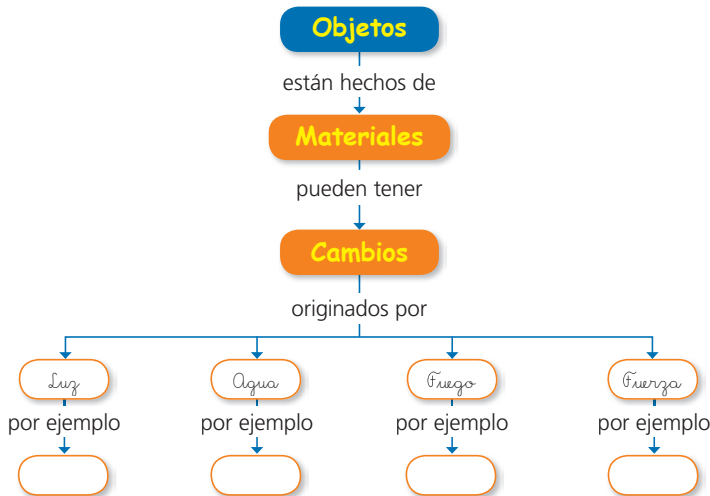 Objetos
están hechos de
Materiales
pueden tener
Cambios
originados por
Luz Agua Fuego Fuerza
por ejemplo por ejemplo por ejemplo por ejemplo